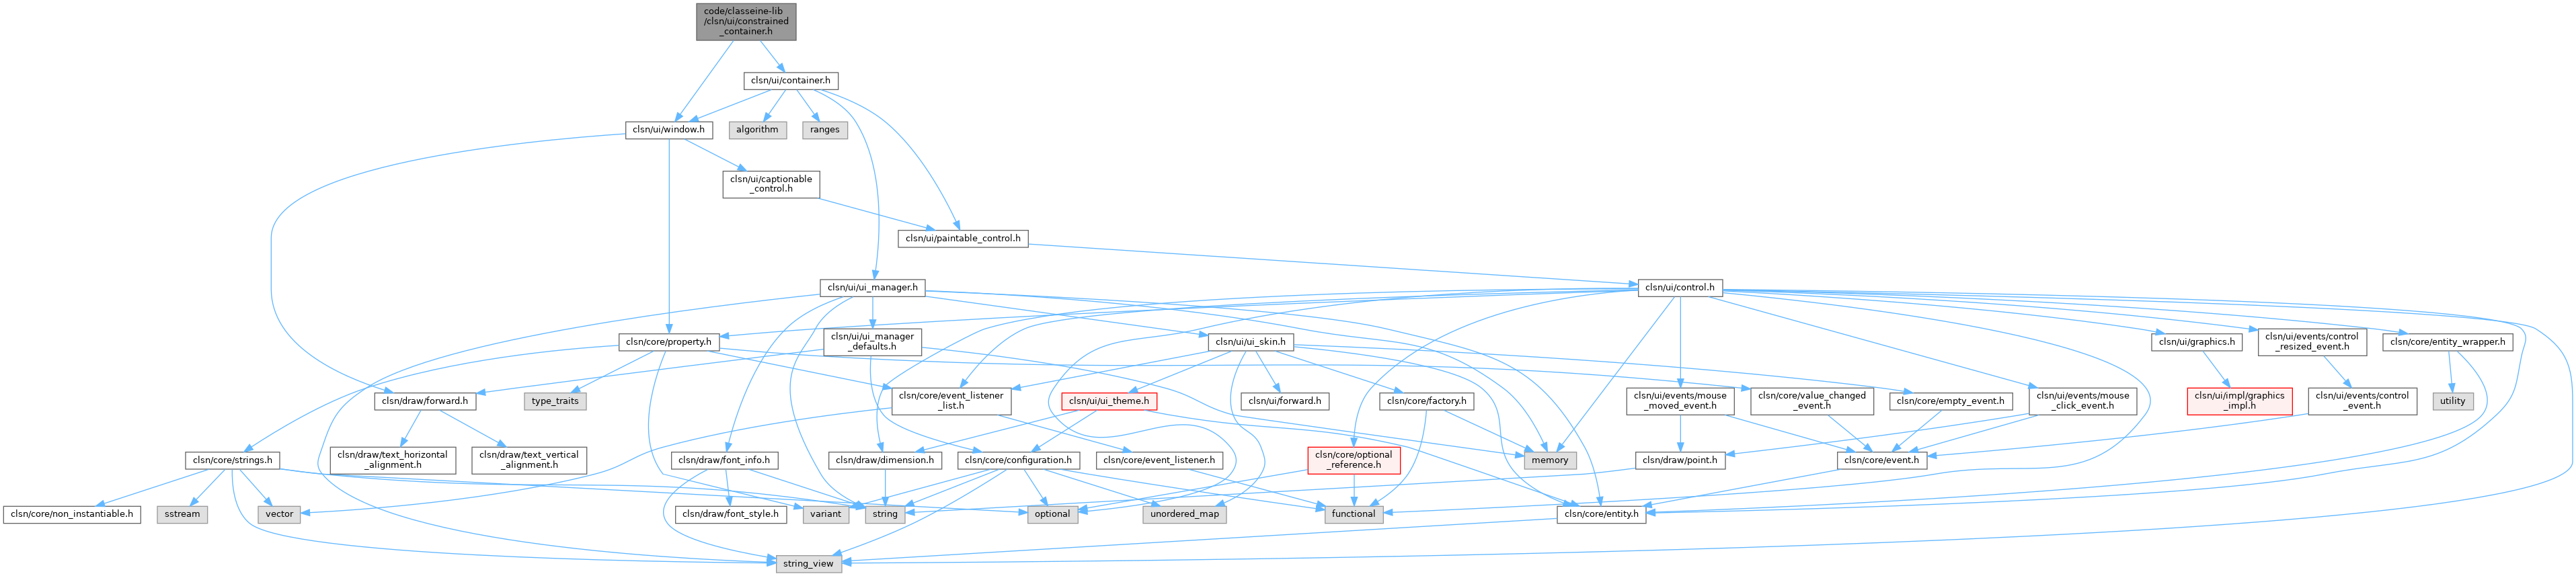 code/classeine-lib
/clsn/ui/constrained
_container.h
clsn/ui/container.h
clsn/ui/window.h
algorithm
ranges
clsn/ui/captionable
_control.h
clsn/ui/paintable_control.h
clsn/ui/ui_manager.h
clsn/ui/control.h
clsn/core/property.h
clsn/ui/ui_manager
_defaults.h
clsn/ui/ui_skin.h
clsn/ui/graphics.h
clsn/ui/events/control
_resized_event.h
clsn/core/entity_wrapper.h
clsn/draw/forward.h
type_traits
clsn/core/event_listener
_list.h
clsn/ui/ui_theme.h
clsn/ui/forward.h
clsn/core/factory.h
clsn/ui/events/mouse
_moved_event.h
clsn/core/value_changed
_event.h
clsn/core/empty_event.h
clsn/ui/events/mouse
_click_event.h
clsn/ui/impl/graphics
_impl.h
clsn/ui/events/control
_event.h
utility
clsn/core/strings.h
clsn/draw/text_horizontal
_alignment.h
clsn/draw/text_vertical
_alignment.h
clsn/draw/font_info.h
clsn/draw/dimension.h
clsn/core/configuration.h
clsn/core/event_listener.h
clsn/core/optional
_reference.h
memory
clsn/draw/point.h
clsn/core/event.h
clsn/core/non_instantiable.h
sstream
vector
clsn/draw/font_style.h
variant
string
optional
unordered_map
functional
clsn/core/entity.h
string_view